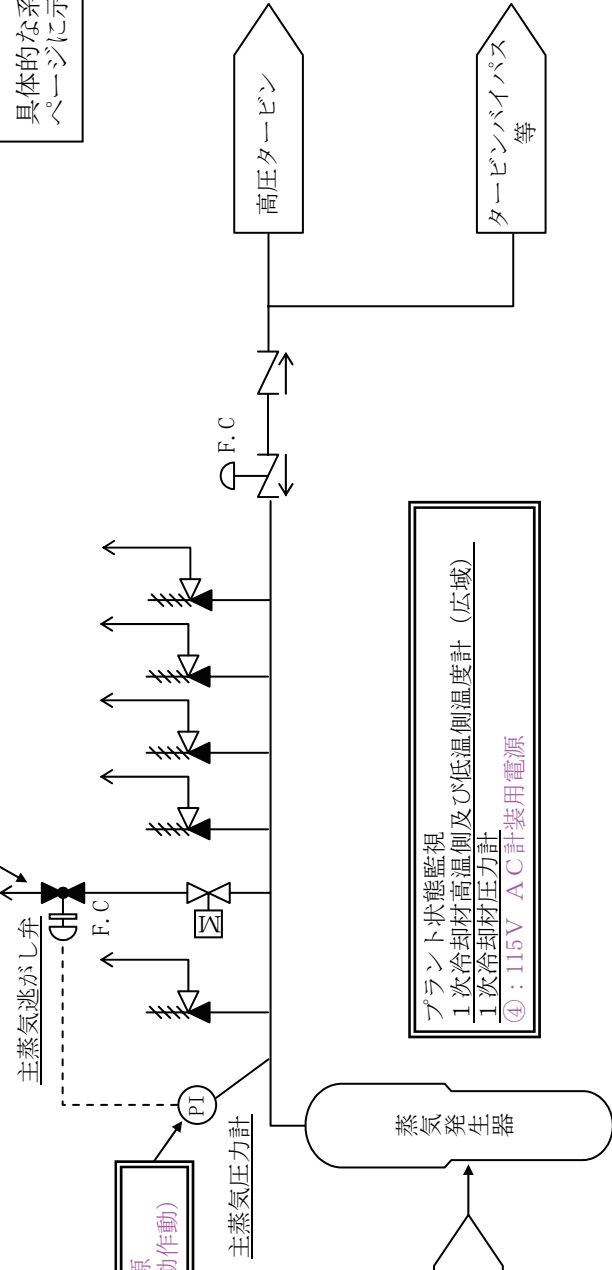 具体的な系
ページに示
高圧タービン
タービンバイパス
等
F.C
主蒸気逃がし弁
F.C
M
PI
源
動作動)
主蒸気圧力計
蒸気発生器
プラント状態監視
1次冷却材高温側及び低温側温度計（広域）
1次冷却材圧力計
④：115V AC計装用電源